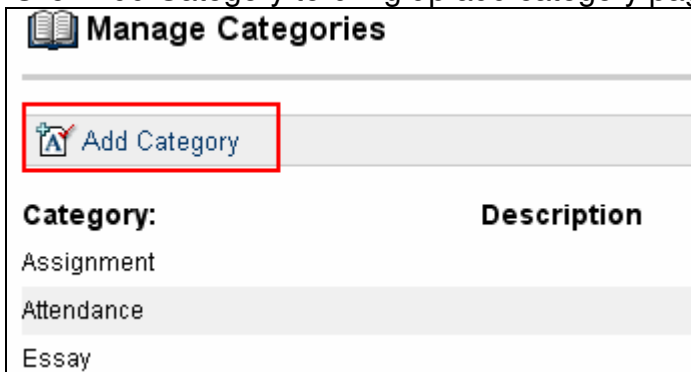 Manage Categories
Add Category
Category: Description
Assignment
Attendance
Essay